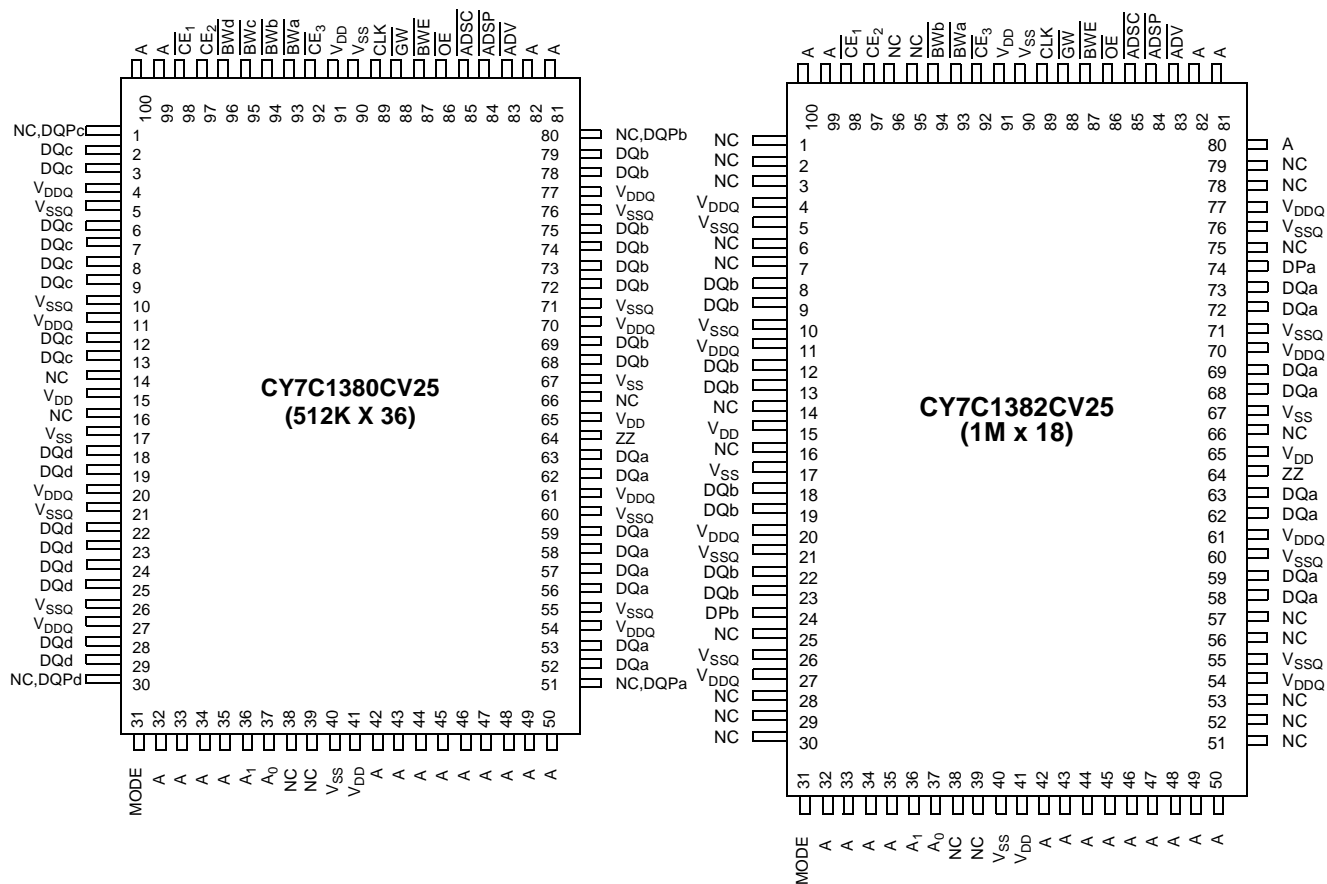 A A CE1 CE2 BWd BWc BWb BWa CE3 VDD VSS CLK GW BWE OE ADSC ADSP ADV A A
100 99 98 97 96 95 94 93 92 91 90 89 88 87 86 85 84 83 82 81
NC,DQPc 1 80 NC,DQPb
DQc 2 79 DQb
DQc 3 78 DQb
VDDQ 4 77 VDDQ
VSSQ 5 76 VSSQ
DQc 6 75 DQb
DQc 7 74 DQb
DQc 8 73 DQb
DQc 9 72 DQb
VSSQ 10 71 VSSQ
VDDQ 11 70 VDDQ
DQc 12 69 DQb
DQc 13 68 DQb
NC 14 67 VSS
VDD 15 66 NC
NC 16 65 VDD
VSS 17 64 ZZ
DQd 18 63 DQa
DQd 19 62 DQa
VDDQ 20 61 VDDQ
VSSQ 21 60 VSSQ
DQd 22 59 DQa
DQd 23 58 DQa
DQd 24 57 DQa
DQd 25 56 DQa
VSSQ 26 55 VSSQ
VDDQ 27 54 VDDQ
DQd 28 53 DQa
DQd 29 52 DQa
NC,DQPd 30 51 NC,DQPa
CY7C1380CV25
(512K X 36)
31 32 33 34 35 36 37 38 39 40 41 42 43 44 45 46 47 48 49 50
MODE A A A A A1 A0 NC NC VSS VDD A A A A A A A A A
A A CE1 CE2 NC NC BWb BWa CE3 VDD VSS CLK GW BWE OE ADSC ADSP ADV A A
100 99 98 97 96 95 94 93 92 91 90 89 88 87 86 85 84 83 82 81
NC 1 80 A
NC 2 79 NC
NC 3 78 NC
VDDQ 4 77 VDDQ
VSSQ 5 76 VSSQ
NC 6 75 NC
NC 7 74 DPa
DQb 8 73 DQa
DQb 9 72 DQa
VSSQ 10 71 VSSQ
VDDQ 11 70 VDDQ
DQb 12 69 DQa
DQb 13 68 DQa
NC 14 67 VSS
VDD 15 66 NC
NC 16 65 VDD
VSS 17 64 ZZ
DQb 18 63 DQa
DQb 19 62 DQa
VDDQ 20 61 VDDQ
VSSQ 21 60 VSSQ
DQb 22 59 DQa
DQb 23 58 DQa
DPb 24 57 NC
NC 25 56 NC
VSSQ 26 55 VSSQ
VDDQ 27 54 VDDQ
NC 28 53 NC
NC 29 52 NC
NC 30 51 NC
CY7C1382CV25
(1M x 18)
31 32 33 34 35 36 37 38 39 40 41 42 43 44 45 46 47 48 49 50
MODE A A A A A1 A0 NC NC VSS VDD A A A A A A A A A